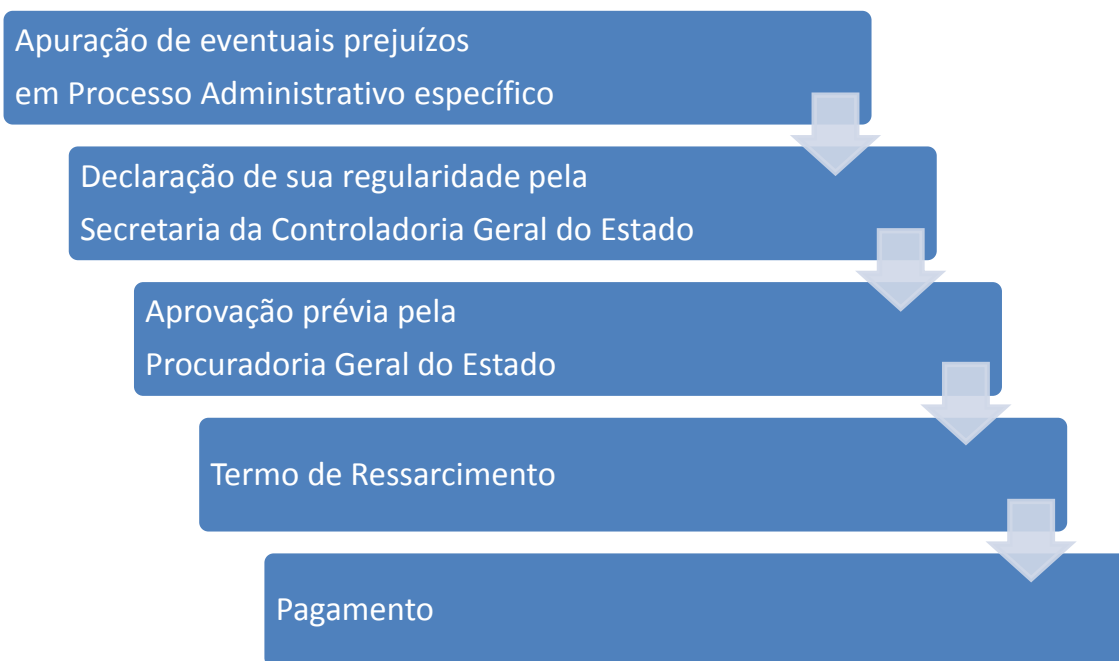 Apuração de eventuais prejuízos
em Processo Administrativo específico
Declaração de sua regularidade pela
Secretaria da Controladoria Geral do Estado
Aprovação prévia pela
Procuradoria Geral do Estado
Termo de Ressarcimento
Pagamento